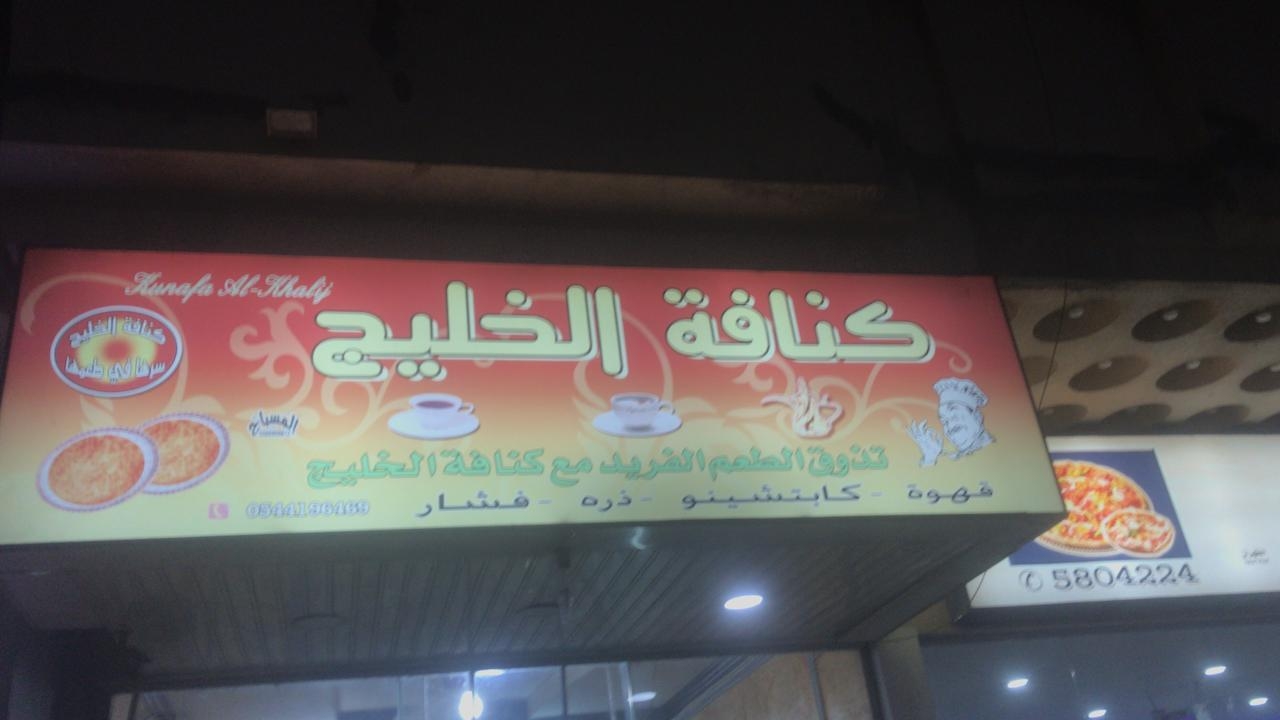 Kunafa Al-Khalij
كنافة الخليج
كنافة الخليج
سرها في طعمها
المسباح
تذوق الطعم الفريد مع كنافة الخليج
قهوة - كابتشينو - ذره - فشار
0544196469
5804224